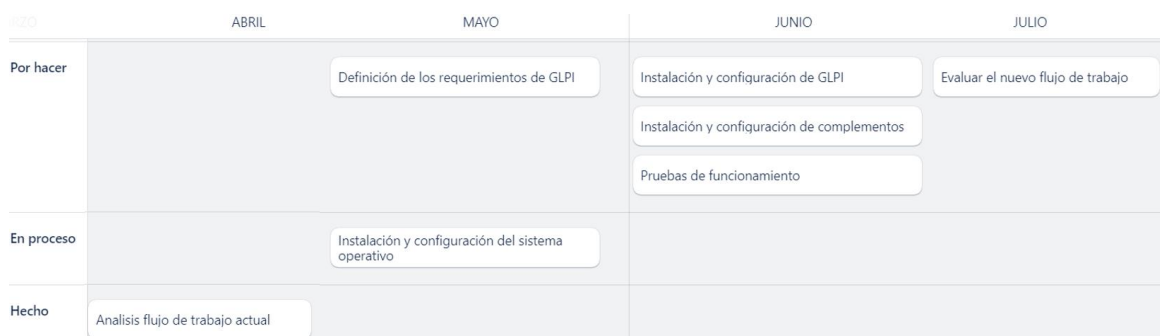 ABRIL MAYO JUNIO JULIO
Por hacer
Definición de los requerimientos de GLPI
Instalación y configuración de GLPI
Evaluar el nuevo flujo de trabajo
Instalación y configuración de complementos
Pruebas de funcionamiento
En proceso
Instalación y configuración del sistema
operativo
Hecho
Analisis flujo de trabajo actual